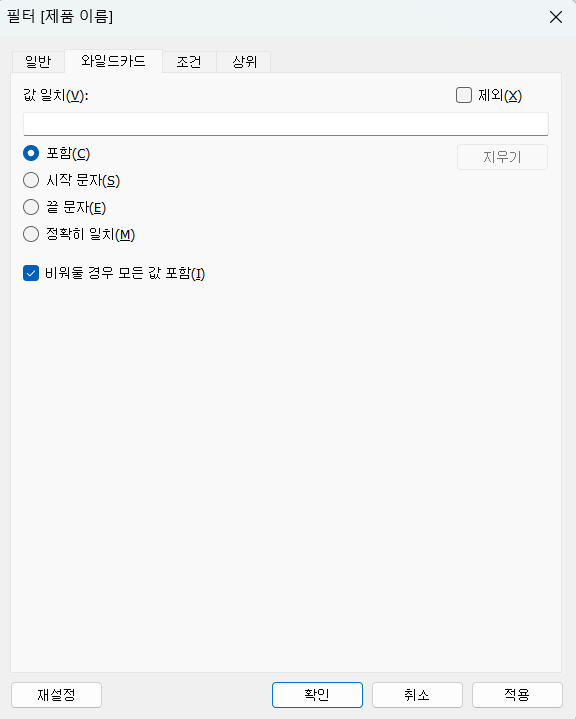 필터 [제품 이름]
일반 와일드카드 조건 상위
값 일치(V): 제외(X)
포함(C) 지우기
시작 문자(S)
끝 문자(E)
정확히 일치(M)
비워둘 경우 모든 값 포함(I)
재설정 확인 취소 적용